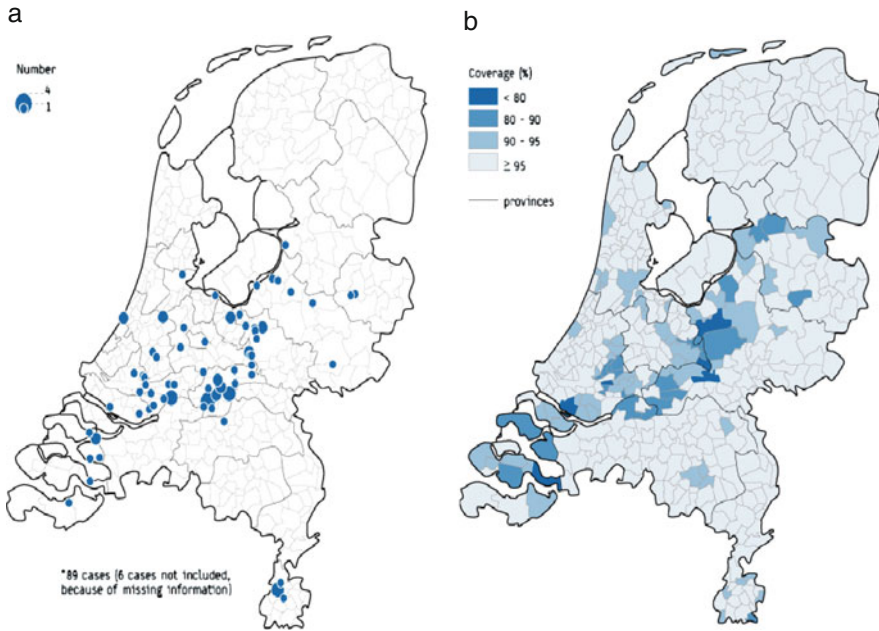 a
Number
4
1
*89 cases (6 cases not included,
because of missing information)
b
Coverage (%)
< 80
80 - 90
90 - 95
≥ 95
provinces